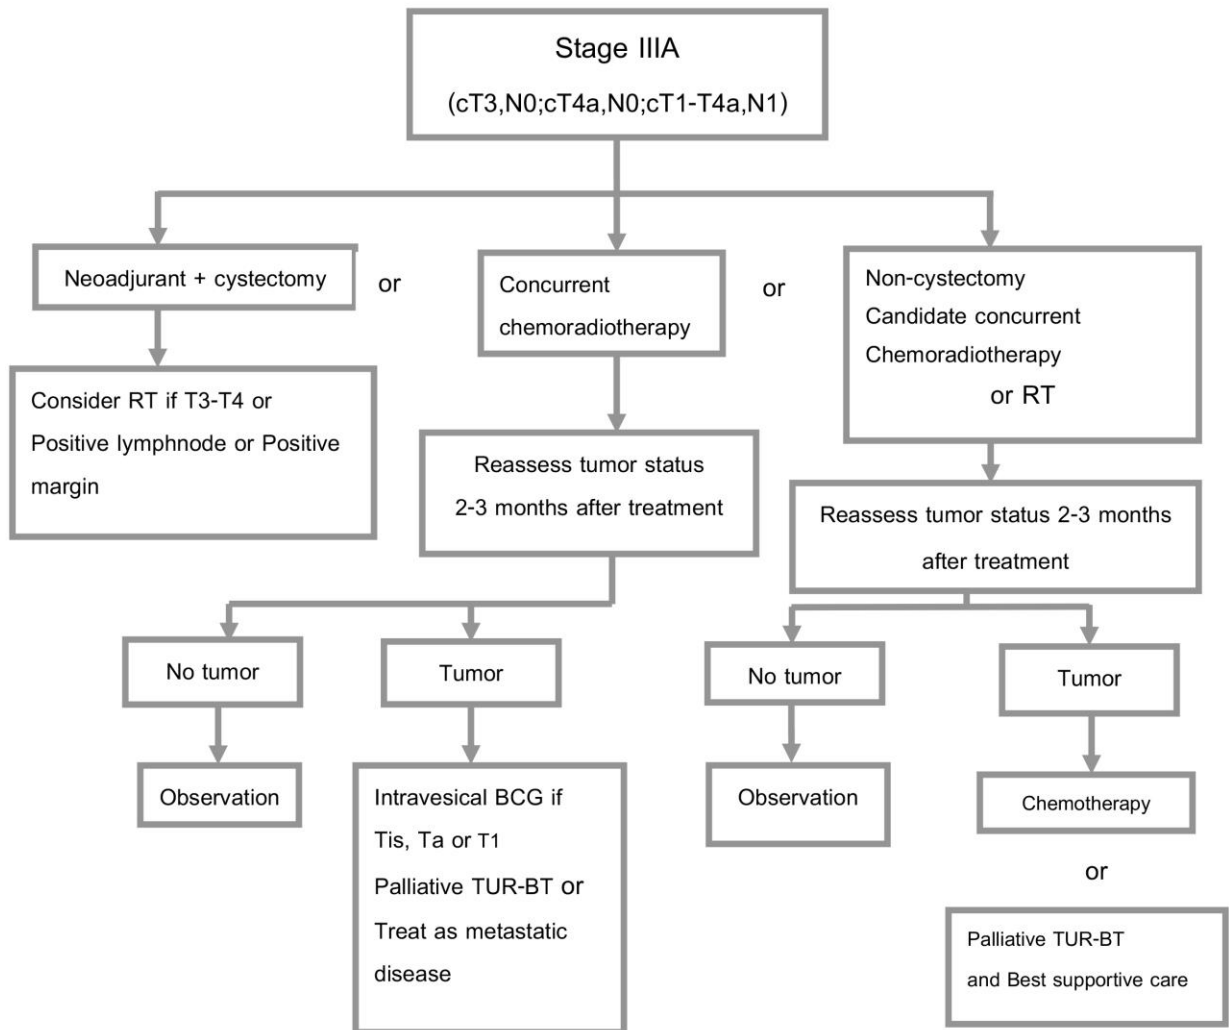 Stage IIIA
(cT3,N0;cT4a,N0;cT1-T4a,N1)
Neoadjurant + cystectomy
or
Concurrent
chemoradiotherapy
or
Non-cystectomy
Candidate concurrent
Chemoradiotherapy
or RT
Consider RT if T3-T4 or
Positive lymphnode or Positive
margin
Reassess tumor status
2-3 months after treatment
Reassess tumor status 2-3 months
after treatment
No tumor
Tumor
No tumor
Tumor
Observation
Intravesical BCG if
Tis, Ta or T1
Palliative TUR-BT or
Treat as metastatic
disease
Observation
Chemotherapy
or
Palliative TUR-BT
and Best supportive care